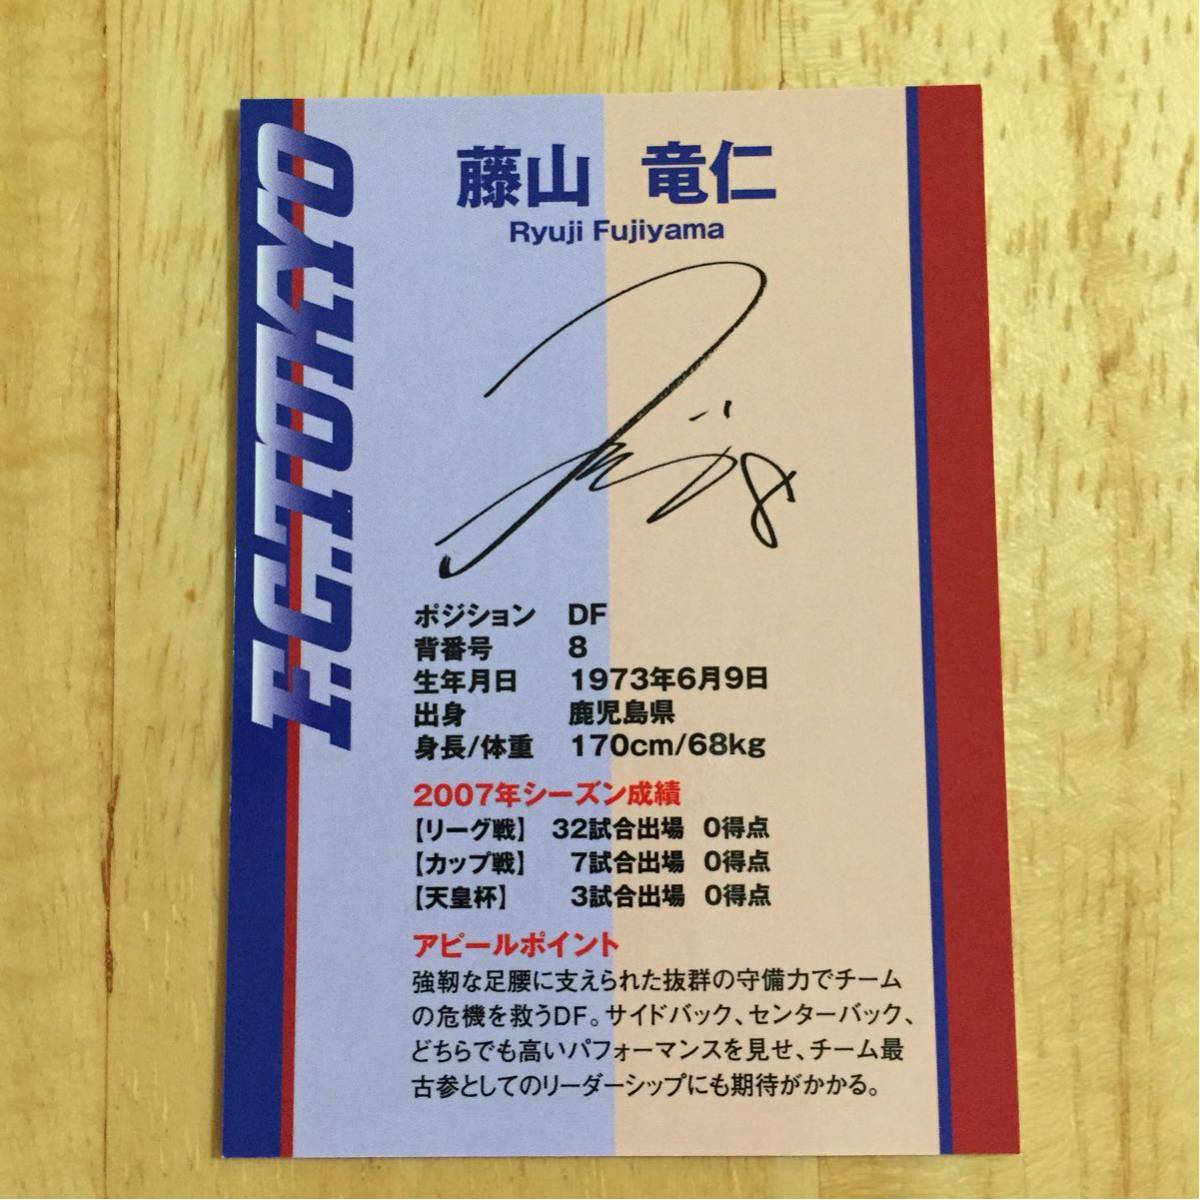 F.C.TOKYO
藤山 竜仁
Ryuji Fujiyama
ポジション DF
背番号 8
生年月日 1973年6月9日
出身 鹿児島県
身長/体重 170cm/68kg
2007年シーズン成績
【リーグ戦】 32試合出場 0得点
【カップ戦】 7試合出場 0得点
【天皇杯】 3試合出場 0得点
アピールポイント
強靭な足腰に支えられた抜群の守備力でチーム
の危機を救うDF。サイドバック、センターバック、
どちらでも高いパフォーマンスを見せ、チーム最
古参としてのリーダーシップにも期待がかかる。